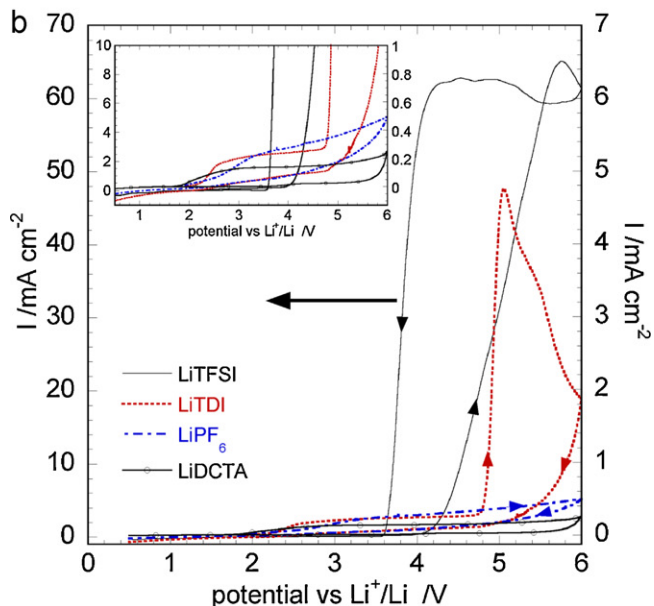 b
70
60
50
40
30
20
10
0
I /mA cm-2
7
6
5
4
3
2
1
0
I /mA cm-2
10
8
6
4
2
0
1
0.8
0.6
0.4
0.2
0
1 2 3 4 5 6
potential vs Li+/Li /V
LiTFSI
LiTDI
LiPF6
LiDCTA
0 1 2 3 4 5 6
potential vs Li+/Li /V